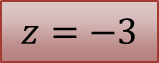 z = −3